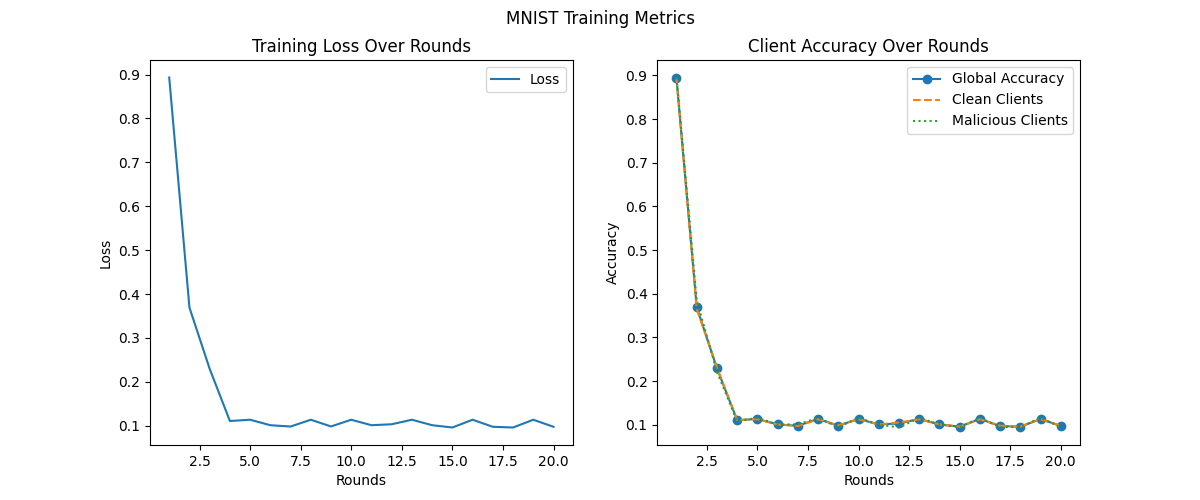 MNIST Training Metrics
Training Loss Over Rounds
0.9
0.8
0.7
0.6
0.5
0.4
0.3
0.2
0.1
Loss
2.5 5.0 7.5 10.0 12.5 15.0 17.5 20.0
Rounds
Loss
Client Accuracy Over Rounds
0.9
0.8
0.7
0.6
0.5
0.4
0.3
0.2
0.1
Accuracy
2.5 5.0 7.5 10.0 12.5 15.0 17.5 20.0
Rounds
Global Accuracy
Clean Clients
Malicious Clients